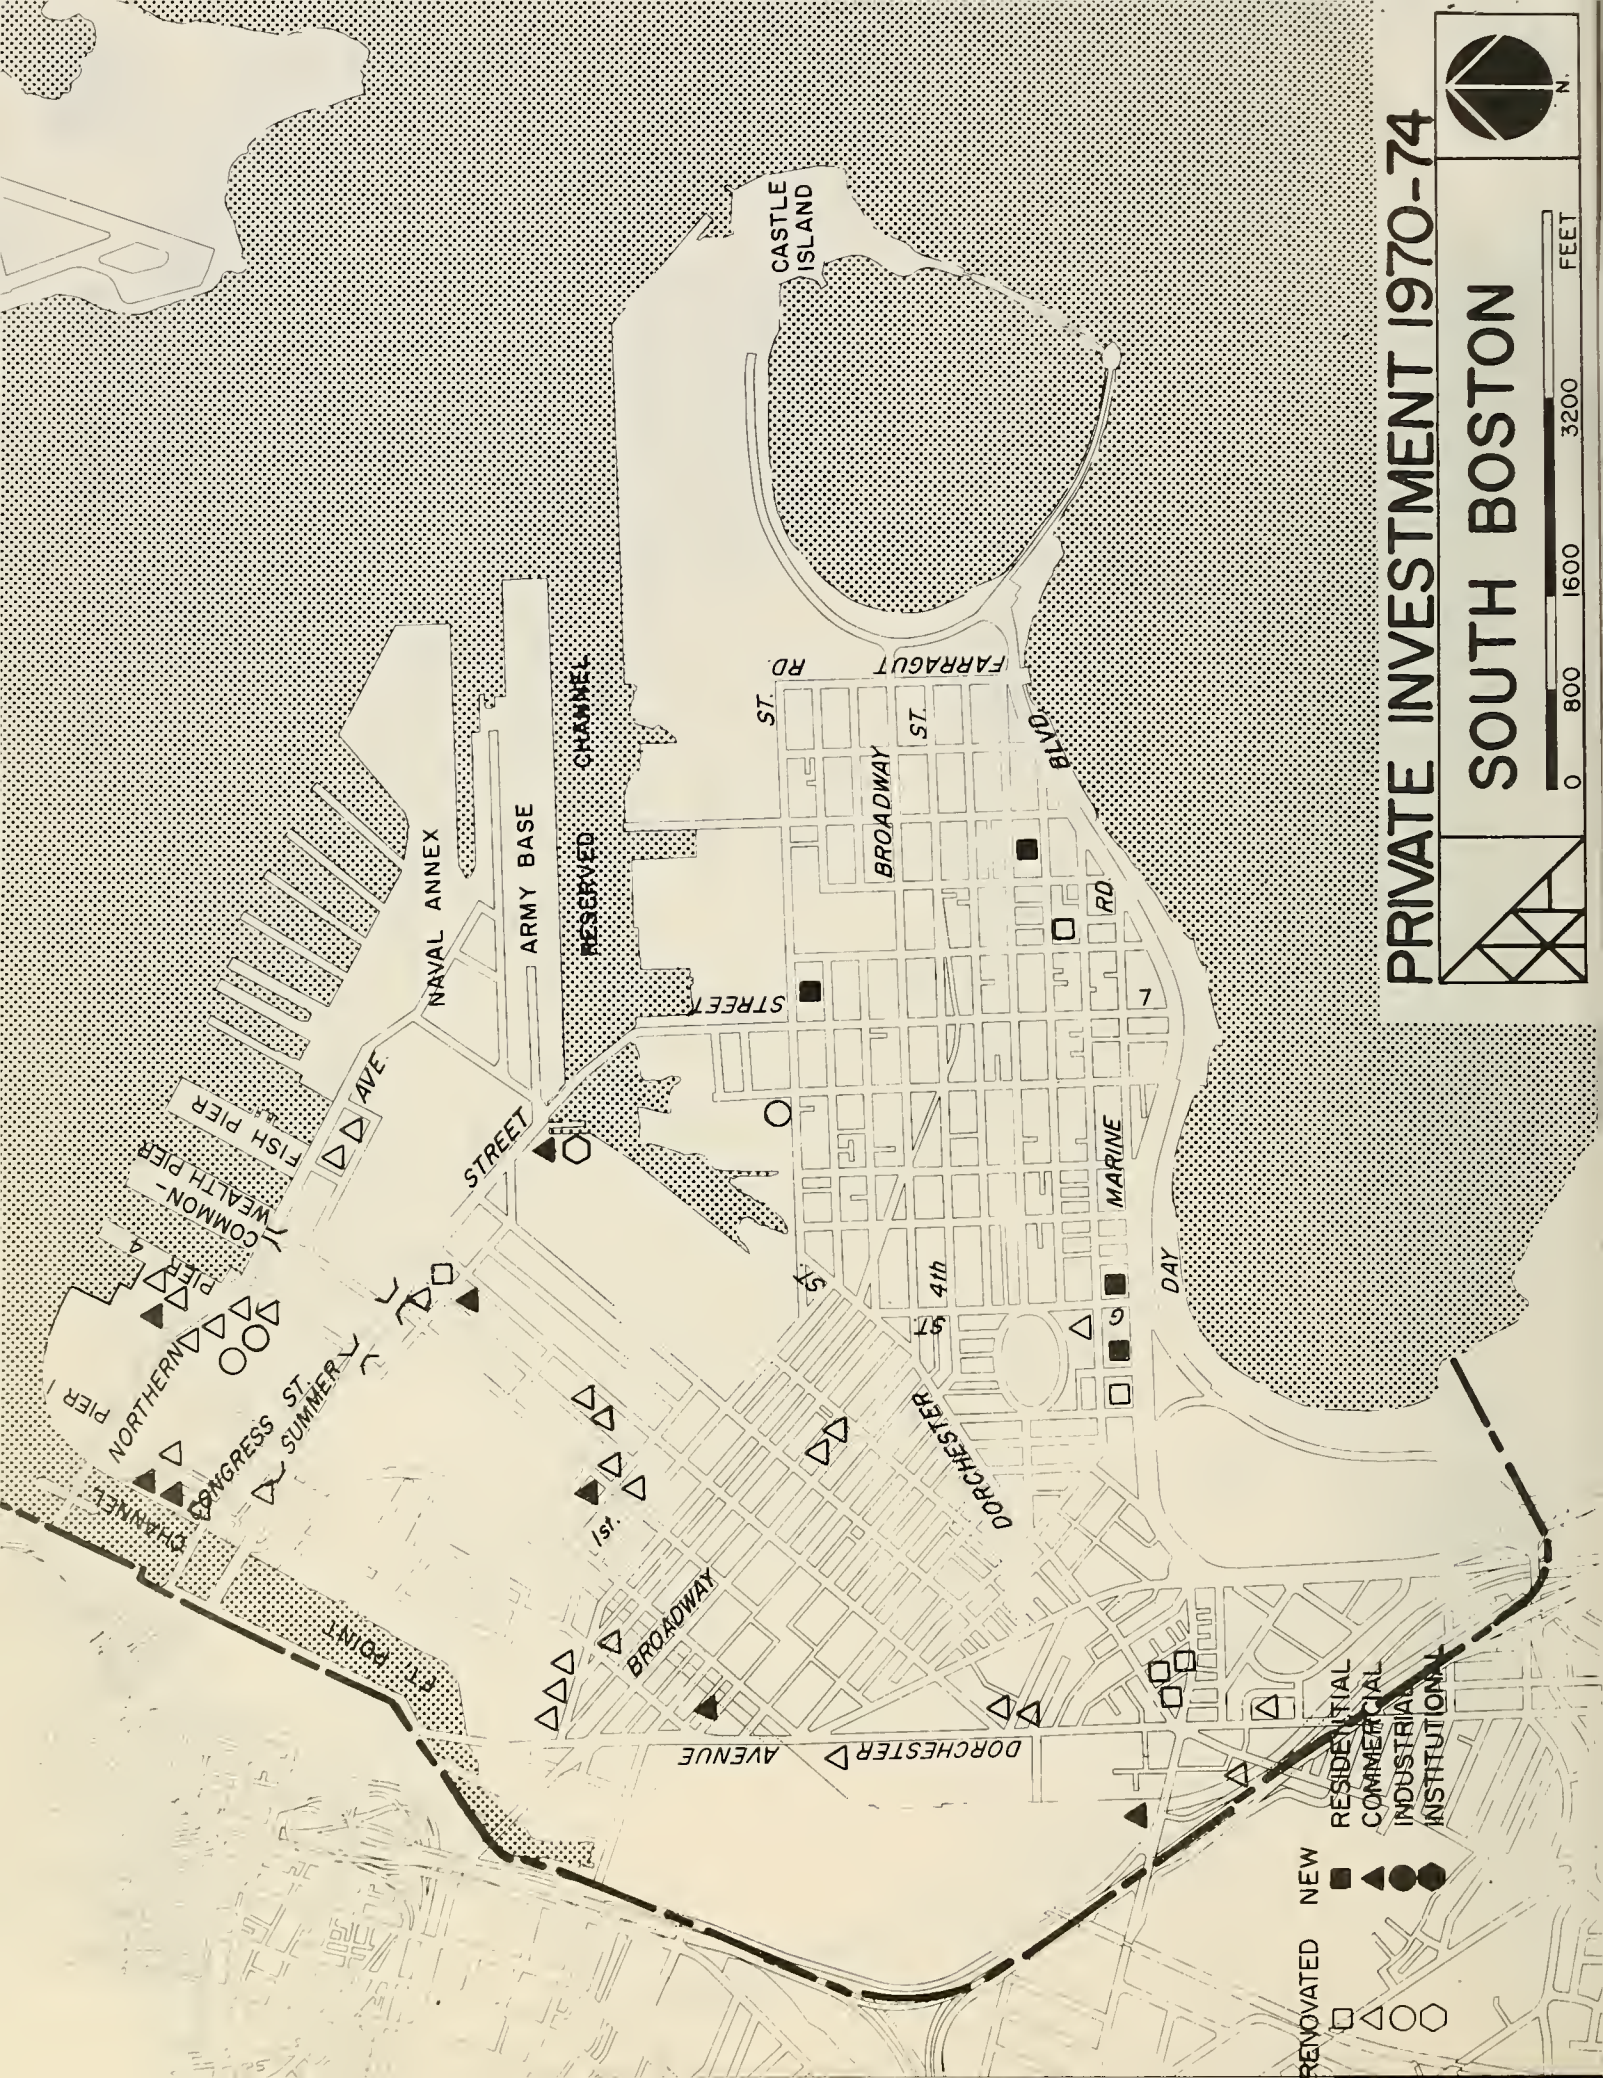 PRIVATE INVESTMENT 1970-74
SOUTH BOSTON
0 800 1600 3200
FEET
N.
RENOVATED NEW
RESIDENTIAL
COMMERCIAL
INDUSTRIAL
INSTITUTIONAL
CASTLE
ISLAND
NAVAL ANNEX
ARMY BASE
RESERVED CHANNEL
FISH PIER
COMMON-
WEALTH PIER
PIER 4
PIER 1
NORTHERN
AVE.
CONGRESS ST.
SUMMER
STREET
STREET
FT. POINT
CHANNEL
1st.
ST.
ST
BROADWAY
BROADWAY
4th
ST.
FARRAGUT
RD.
DORCHESTER
ST
G
DORCHESTER
AVENUE
MARINE
RD
DAY
BLVD.
7